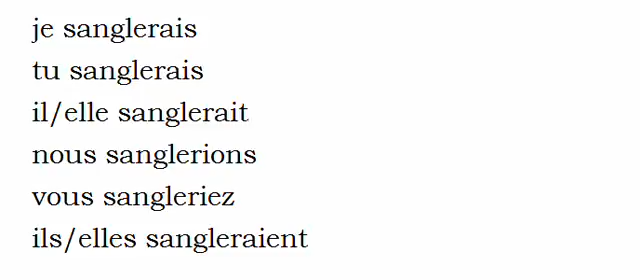 je sanglerais
tu sanglerais
il/elle sanglerait
nous sanglerions
vous sangleriez
ils/elles sangleraient